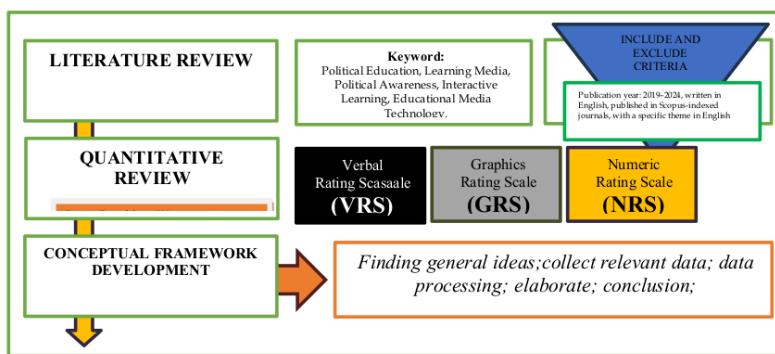 LITERATURE REVIEW
Keyword:
Political Education, Learning Media,
Political Awareness, Interactive
Learning, Educational Media
Technology.
INCLUDE AND
EXCLUDE
CRITERIA
Publication year: 2019-2024, written in
English, published in Scopus-indexed
journals, with a specific theme in English
QUANTITATIVE
REVIEW
Verbal
Rating Scasaale
(VRS)
Graphics
Rating Scale
(GRS)
Numeric
Rating Scale
(NRS)
CONCEPTUAL FRAMEWORK
DEVELOPMENT
Finding general ideas;collect relevant data; data
processing; elaborate; conclusion;